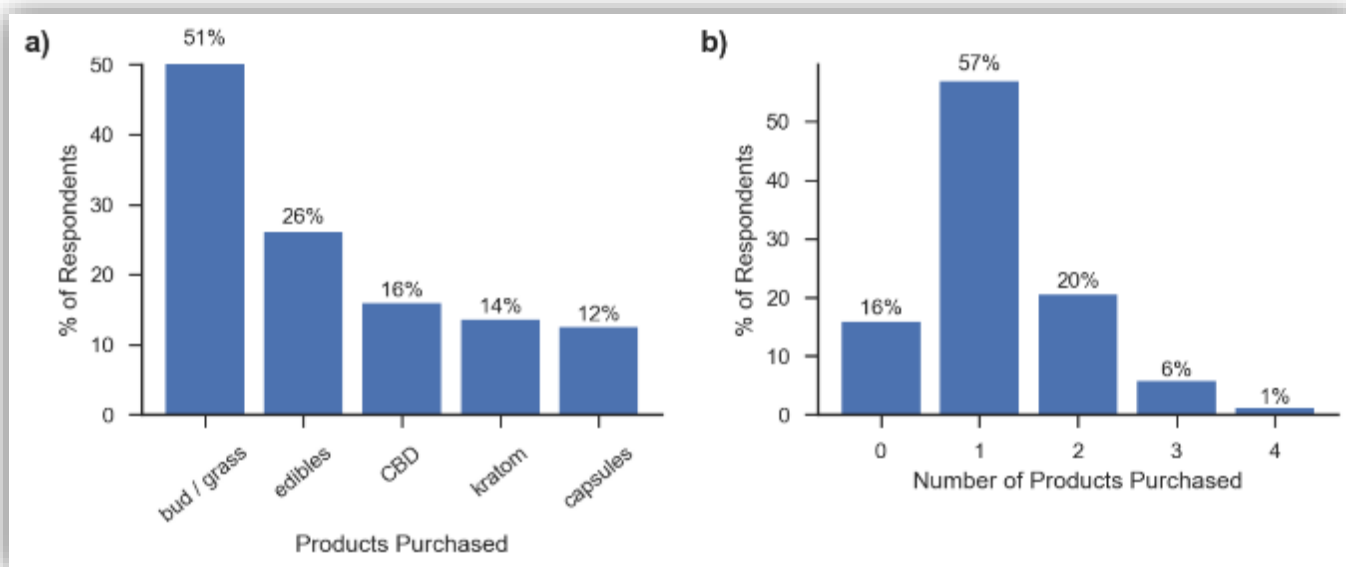 a)
51%
50
40
30
20
10
0
% of Respondents
26%
16%
14%
12%
bud / grass
edibles
CBD
kratom
capsules
Products Purchased
b)
57%
50
40
30
20
10
0
% of Respondents
16%
20%
6%
1%
0 1 2 3 4
Number of Products Purchased